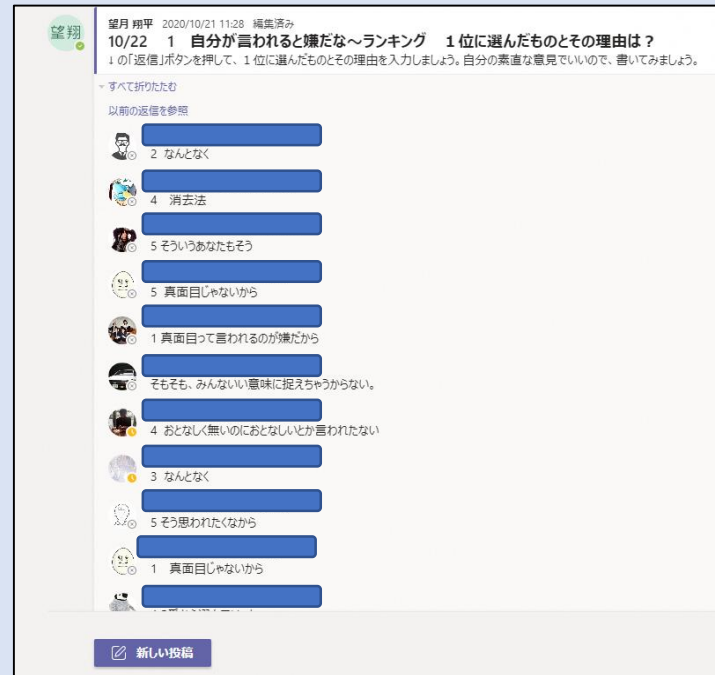 望翔
望月 翔平 2020/10/21 11:28 編集済み
10/22 1 自分が言われると嫌だな～ランキング 1位に選んだものとその理由は？
↓の「返信」ボタンを押して、1位に選んだものとその理由を入力しましょう。自分の素直な意見でいいので、書いてみましょう。
すべて折りたたむ
以前の返信を参照
2 なんとなく
4 消去法
5 そういうあなたもそう
5 真面目じゃないから
1 真面目って言われるのが嫌だから
そもそも、みんないい意味に捉えちゃうからない。
4 おとなしく無いのにおとなしいとか言われたない
3 なんとなく
5 そう思われたくなから
1 真面目じゃないから
新しい投稿